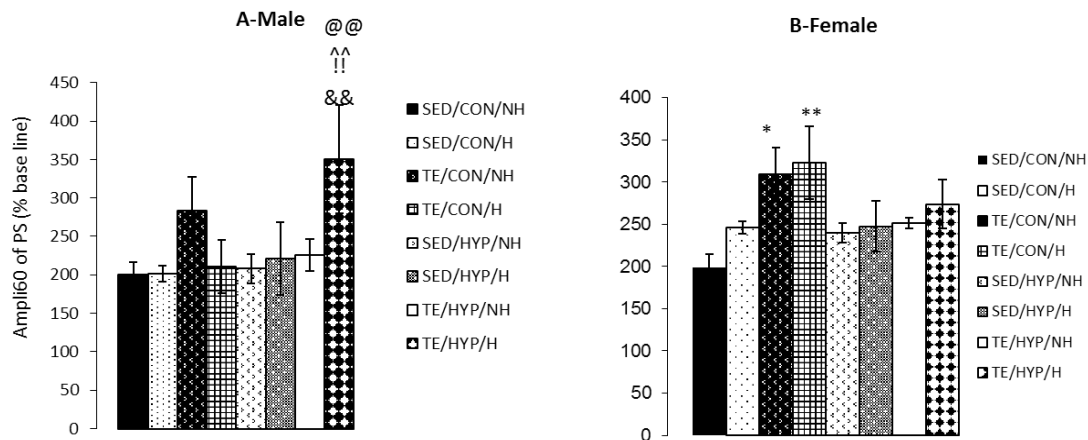 A-Male
@@
^^
!!
&&
Ampli60 of PS (% base line)
450
400
350
300
250
200
150
100
50
0
SED/CON/NH
SED/CON/H
TE/CON/NH
TE/CON/H
SED/HYP/NH
SED/HYP/H
TE/HYP/NH
TE/HYP/H
B-Female
* **
400
350
300
250
200
150
100
50
0
SED/CON/NH
SED/CON/H
TE/CON/NH
TE/CON/H
SED/HYP/NH
SED/HYP/H
TE/HYP/NH
TE/HYP/H